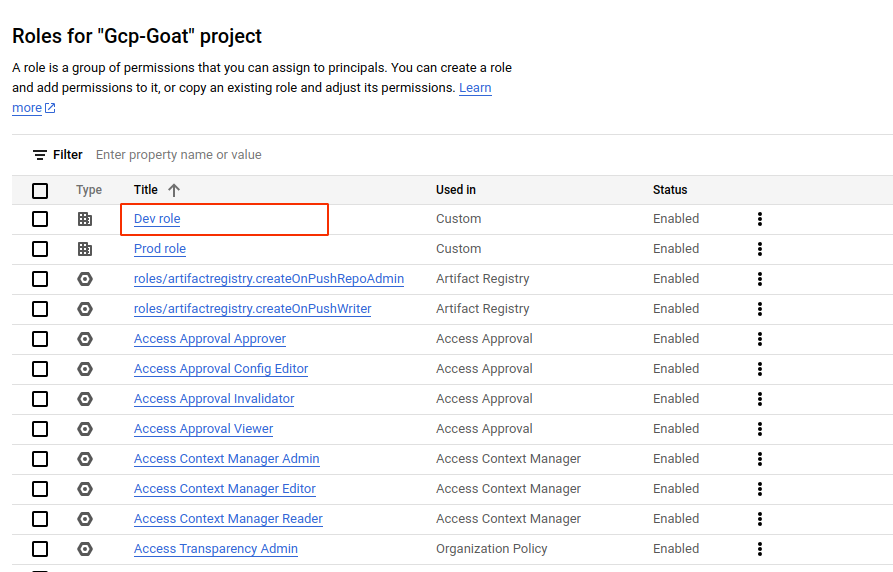 Roles for "Gcp-Goat" project
A role is a group of permissions that you can assign to principals. You can create a role
and add permissions to it, or copy an existing role and adjust its permissions. Learn
more
Filter Enter property name or value
Type Title Used in Status
Dev role Custom Enabled
Prod role Custom Enabled
roles/artifactregistry.createOnPushRepoAdmin Artifact Registry Enabled
roles/artifactregistry.createOnPushWriter Artifact Registry Enabled
Access Approval Approver Access Approval Enabled
Access Approval Config Editor Access Approval Enabled
Access Approval Invalidator Access Approval Enabled
Access Approval Viewer Access Approval Enabled
Access Context Manager Admin Access Context Manager Enabled
Access Context Manager Editor Access Context Manager Enabled
Access Context Manager Reader Access Context Manager Enabled
Access Transparency Admin Organization Policy Enabled